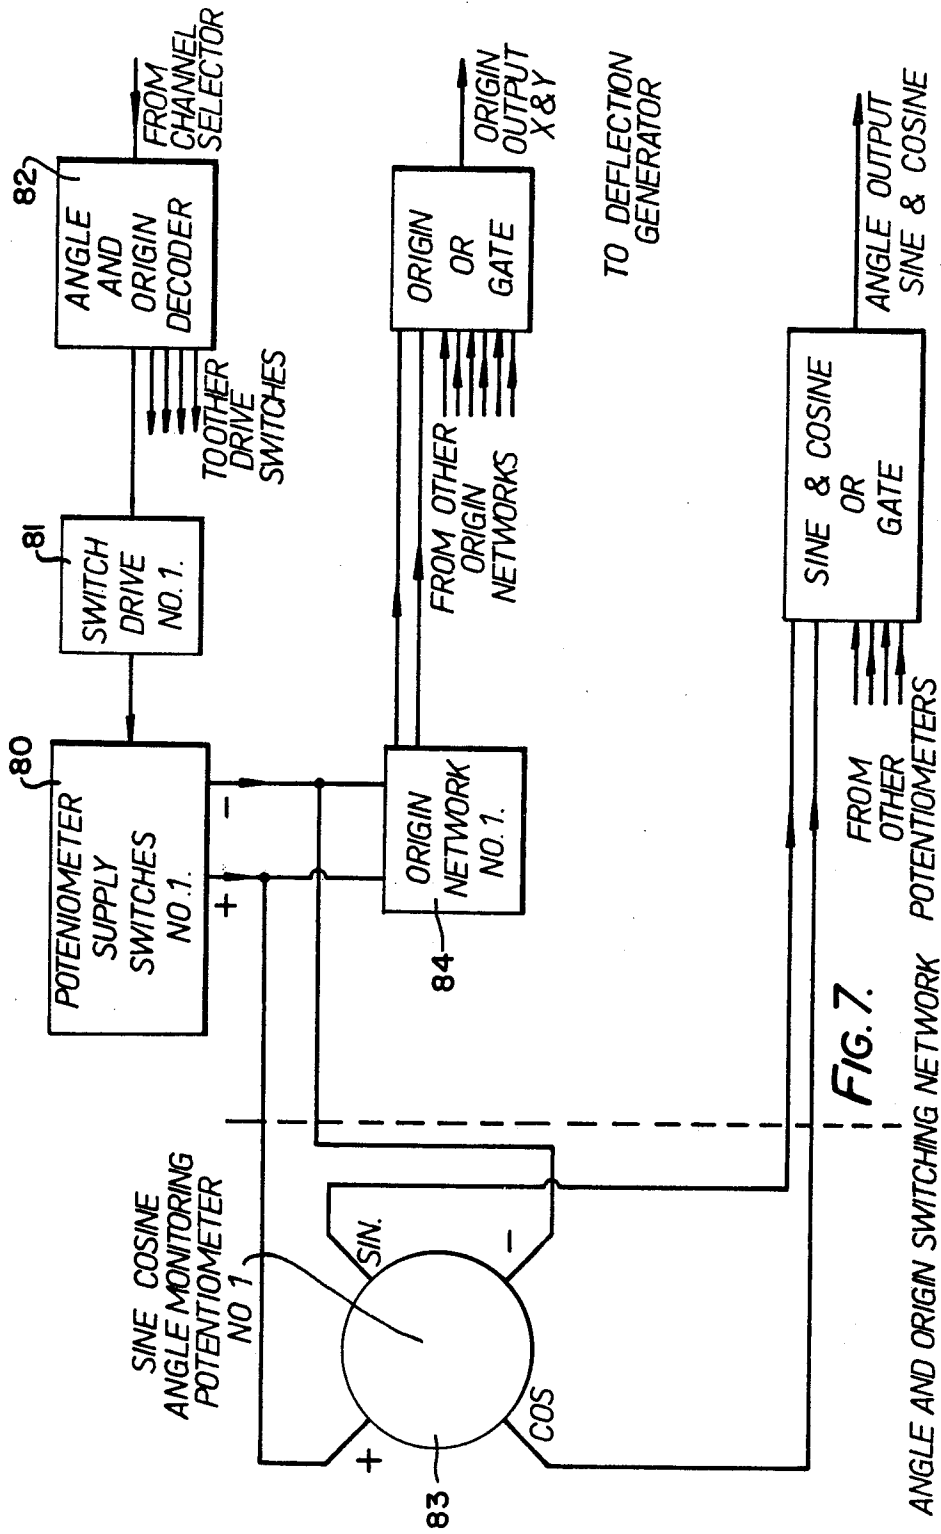 SINE COSINE
ANGLE MONITORING
POTENTIOMETER
NO 1
83
+
SIN.
COS
-
80
POTENIOMETER
SUPPLY
SWITCHES
NO.1.
+
-
81
SWITCH
DRIVE
NO.1.
82
ANGLE
AND
ORIGIN
DECODER
FROM
CHANNEL
SELECTOR
TO OTHER
DRIVE
SWITCHES
84
ORIGIN
NETWORK
NO.1.
FROM OTHER
ORIGIN
NETWORKS
ORIGIN
OR
GATE
ORIGIN
OUTPUT
X & Y
TO DEFLECTION
GENERATOR
SINE & COSINE
OR
GATE
FROM
OTHER
POTENTIOMETERS
ANGLE OUTPUT
SINE & COSINE
FIG. 7.
ANGLE AND ORIGIN SWITCHING NETWORK